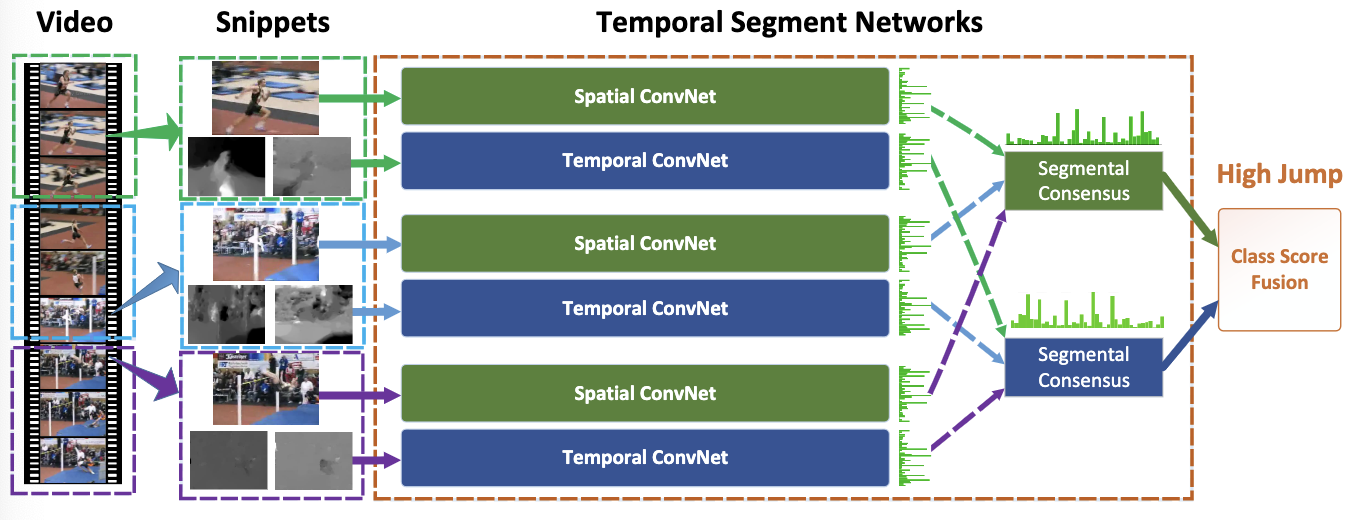 Video
Snippets
Temporal Segment Networks
Spatial ConvNet
Temporal ConvNet
Spatial ConvNet
Temporal ConvNet
Spatial ConvNet
Temporal ConvNet
Segmental
Consensus
Segmental
Consensus
High Jump
Class Score
Fusion